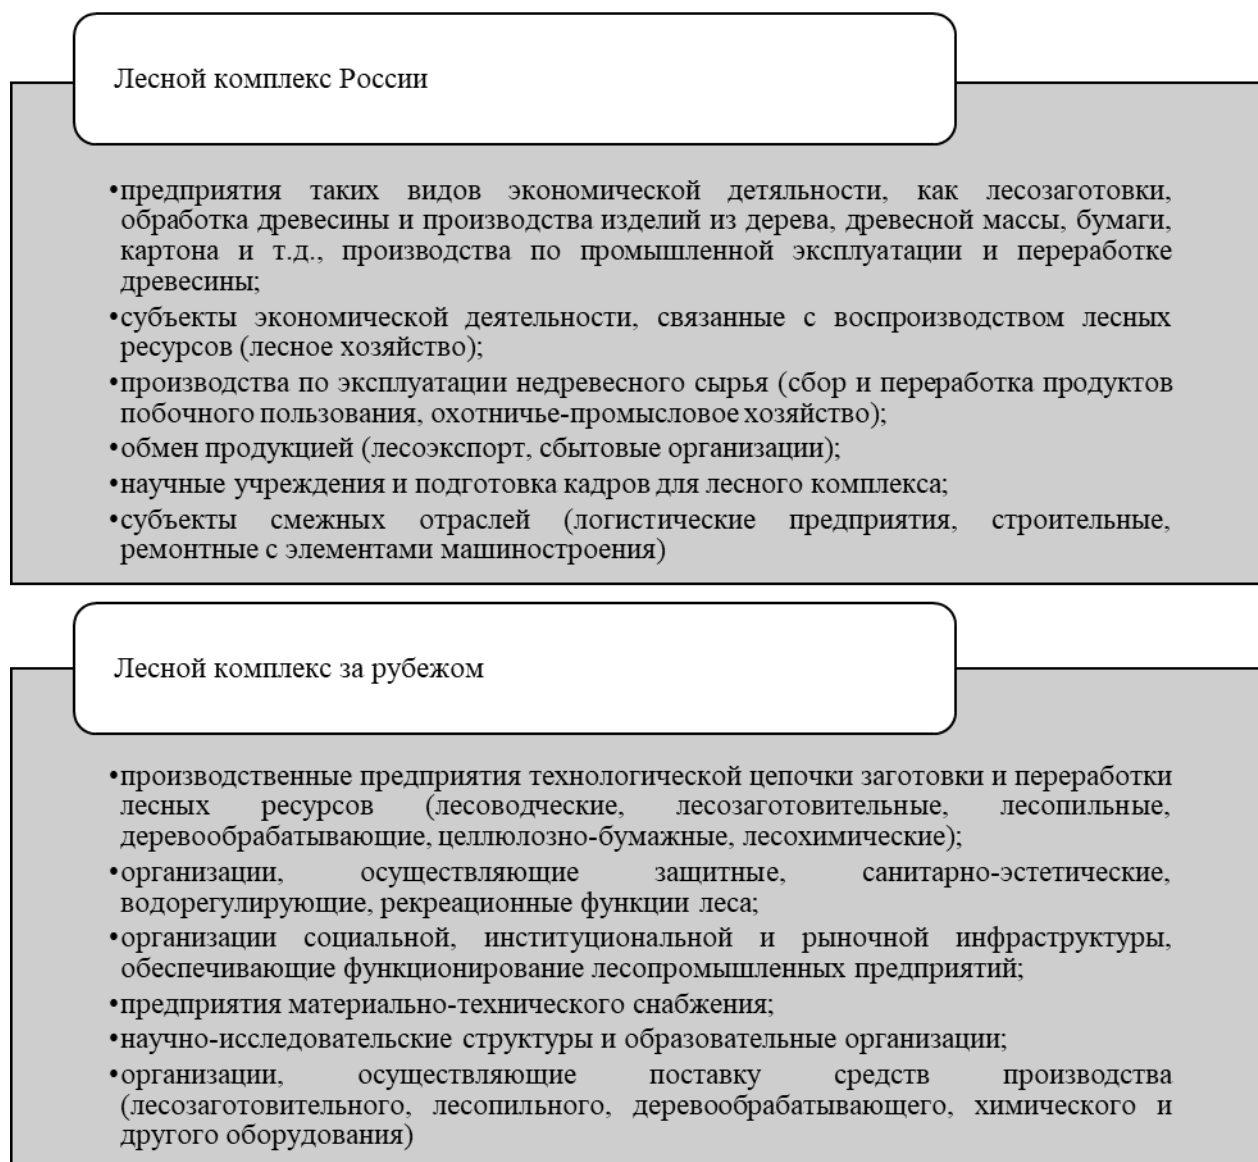 Лесной комплекс России
•предприятия таких видов экономической детяльности, как лесозаготовки,
обработка древесины и производства изделий из дерева, древесной массы, бумаги,
картона и т.д., производства по промышленной эксплуатации и переработке
древесины;
•субъекты экономической деятельности, связанные с воспроизводством лесных
ресурсов (лесное хозяйство);
•производства по эксплуатации недревесного сырья (сбор и переработка продуктов
побочного пользования, охотничье-промысловое хозяйство);
•обмен продукцией (лесоэкспорт, сбытовые организации);
•научные учреждения и подготовка кадров для лесного комплекса;
•субъекты смежных отраслей (логистические предприятия, строительные,
ремонтные с элементами машиностроения)
Лесной комплекс за рубежом
•производственные предприятия технологической цепочки заготовки и переработки
лесных ресурсов (лесоводческие, лесозаготовительные, лесопильные,
деревообрабатывающие, целлюлозно-бумажные, лесохимические);
•организации, осуществляющие защитные, санитарно-эстетические,
водорегулирующие, рекреационные функции леса;
•организации социальной, институциональной и рыночной инфраструктуры,
обеспечивающие функционирование лесопромышленных предприятий;
•предприятия материально-технического снабжения;
•научно-исследовательские структуры и образовательные организации;
•организации, осуществляющие поставку средств производства
(лесозаготовительного, лесопильного, деревообрабатывающего, химического и
другого оборудования)